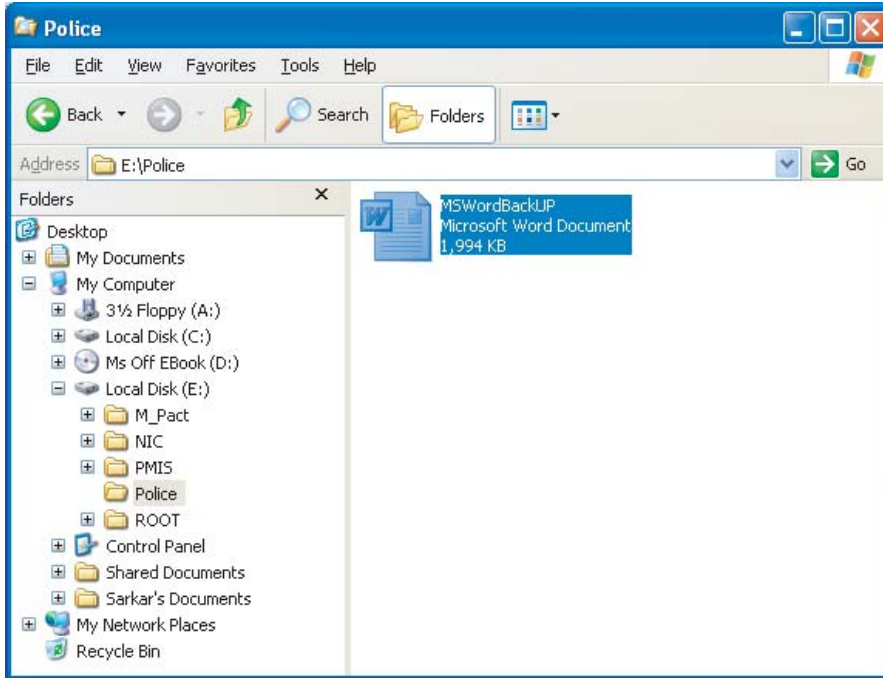 Police
File Edit View Favorites Tools Help
Back Search Folders
Address E:\Police Go
Folders X
Desktop
My Documents
My Computer
3½ Floppy (A:)
Local Disk (C:)
Ms Off EBook (D:)
Local Disk (E:)
M_Pact
NIC
PMIS
Police
ROOT
Control Panel
Shared Documents
Sarkar's Documents
My Network Places
Recycle Bin
W
MSWordBackUP
Microsoft Word Document
1,994 KB